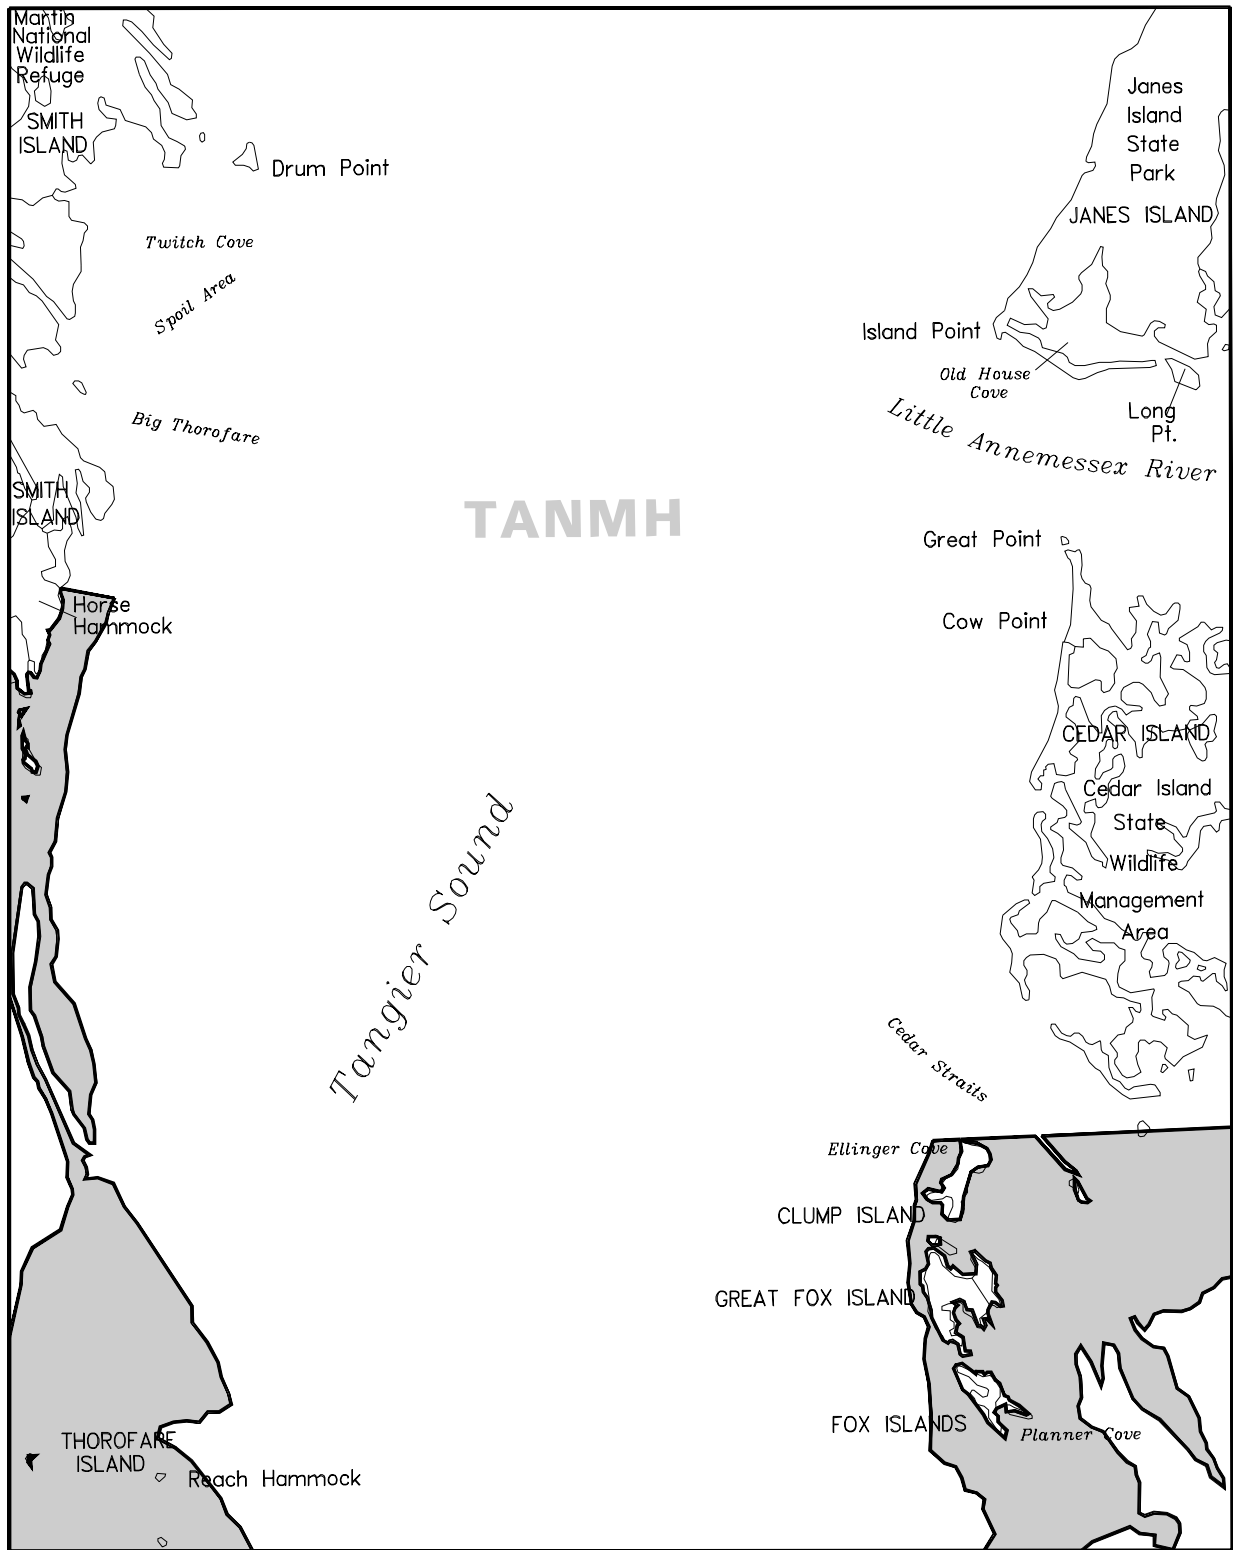 Martin
National
Wildlife
Refuge
SMITH
ISLAND
Drum Point
Twitch Cove
Spoil Area
Big Thorofare
SMITH
ISLAND
Horse
Hammock
TANMH
Tangier Sound
Janes
Island
State
Park
JANES ISLAND
Island Point
Old House
Cove
Long
Pt.
Little Annemessex River
Great Point
Cow Point
CEDAR ISLAND
Cedar Island
State
Wildlife
Management
Area
Cedar Straits
Ellinger Cove
CLUMP ISLAND
GREAT FOX ISLAND
FOX ISLANDS
Planner Cove
THOROFARE
ISLAND
Reach Hammock